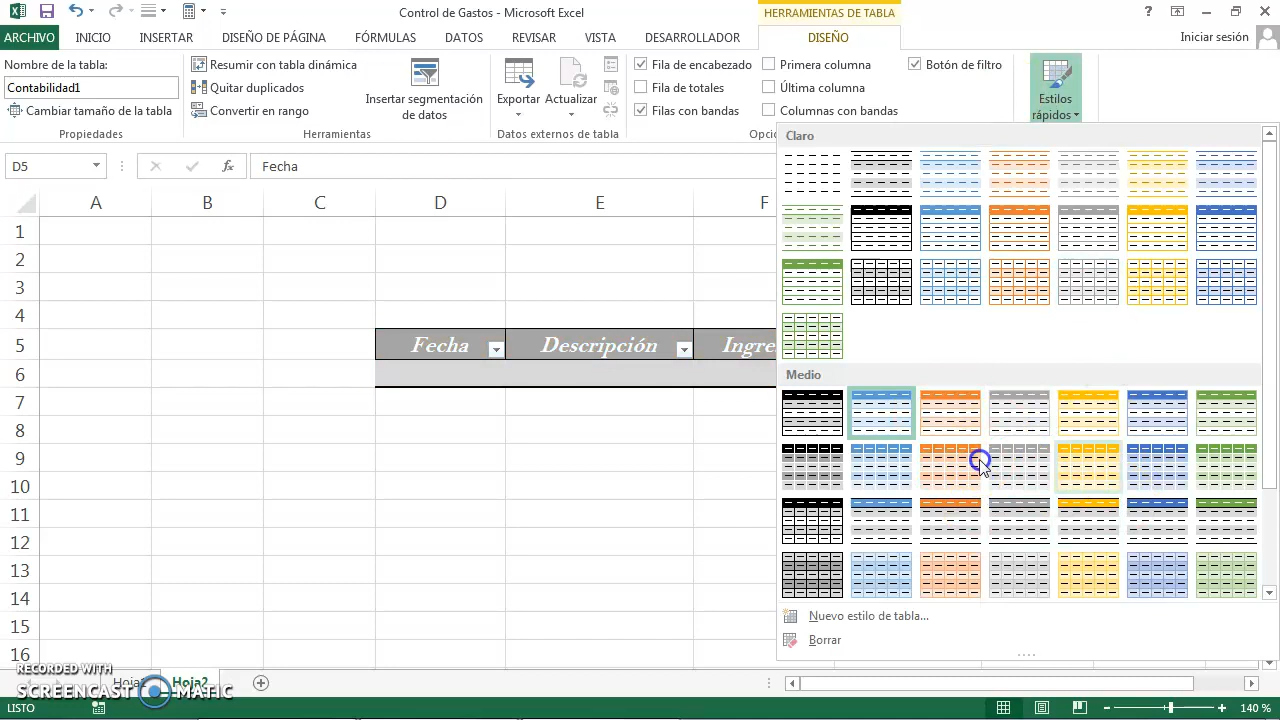 Control de Gastos - Microsoft Excel
HERRAMIENTAS DE TABLA
ARCHIVO INICIO INSERTAR DISEÑO DE PÁGINA FÓRMULAS DATOS REVISAR VISTA DESARROLLADOR DISEÑO Iniciar sesión
Nombre de la tabla:
Contabilidad1
Cambiar tamaño de la tabla
Propiedades
Resumir con tabla dinámica
Quitar duplicados
Convertir en rango
Insertar segmentación
de datos
Herramientas
Exportar
Actualizar
Datos externos de tabla
Fila de encabezado
Fila de totales
Filas con bandas
Primera columna
Última columna
Columnas con bandas
Botón de filtro
Opci
Estilos
rápidos
D5
fx
Fecha
A B C D E F
1
2
3
4
5 Fecha Descripción Ingre
6
7
8
9
10
11
12
13
14
15
16
Claro
Medio
Nuevo estilo de tabla...
Borrar
Hoja2
RECORDED WITH
SCREENCAST MATIC
LISTO
140 %